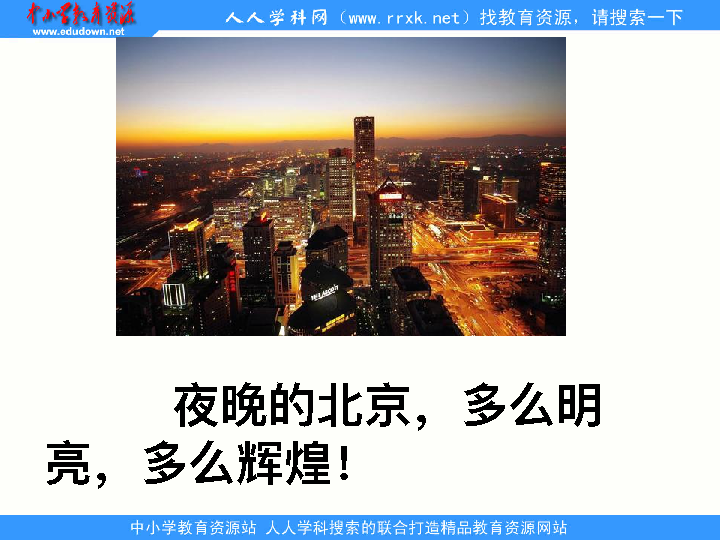 中小学教育资源
www.edudown.net
人人学科网（www.rrxk.net）找教育资源，请搜索一下
夜晚的北京，多么明
亮，多么辉煌！
中小学教育资源站 人人学科搜索的联合打造精品教育资源网站